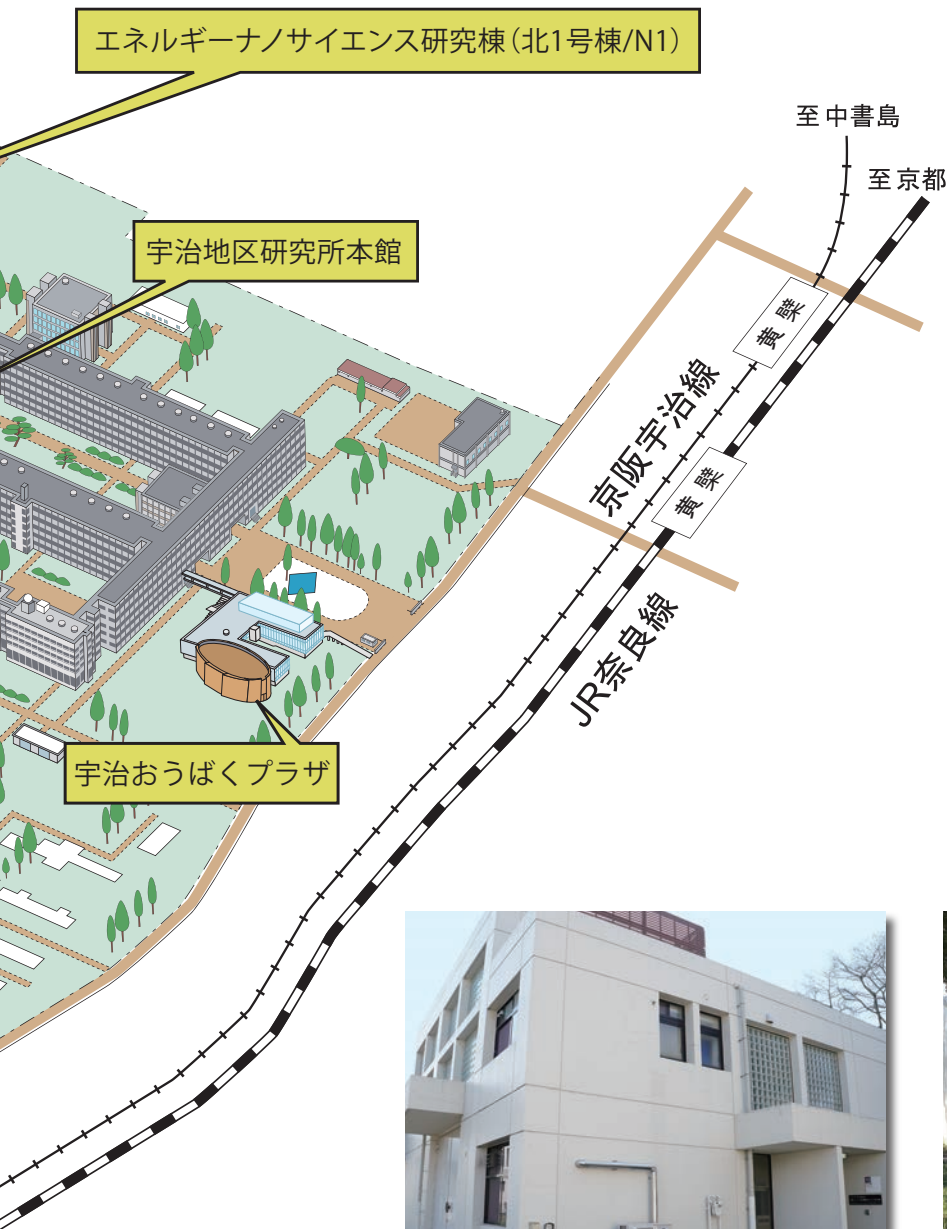 エネルギーナノサイエンス研究棟（北1号棟/N1）
至 中書島
至 京都
宇治地区研究所本館
黄檗
京阪宇治線
黄檗
JR奈良線
宇治おうばくプラザ